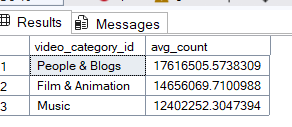 Results Messages
video_category_id avg_count
1 People & Blogs 17616505.5738309
2 Film & Animation 14656069.7100988
3 Music 12402252.3047394